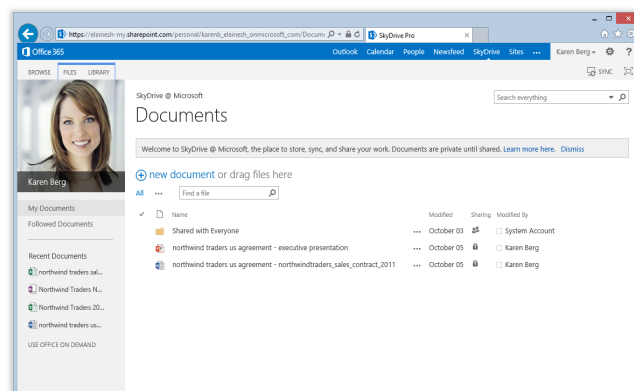 https://elainesh-my.sharepoint.com/personal/karenb_elainesh_onmicrosoft_com/Docume
SkyDrive Pro
Office 365
Outlook Calendar People Newsfeed SkyDrive Sites ... Karen Berg ?
BROWSE FILES LIBRARY
SYNC
SkyDrive @ Microsoft
Search everything
Documents
Welcome to SkyDrive @ Microsoft, the place to store, sync, and share your work. Documents are private until shared. Learn more here. Dismiss
new document or drag files here
Karen Berg
All ... Find a file
My Documents
Followed Documents
Recent Documents
northwind traders sal...
Northwind Traders N...
Northwind Traders 20...
northwind traders us...
USE OFFICE ON DEMAND
Name Modified Sharing Modified By
Shared with Everyone ... October 03 System Account
northwind traders us agreement - executive presentation ... October 05 Karen Berg
northwind traders us agreement - northwindtraders_sales_contract_2011 ... October 05 Karen Berg